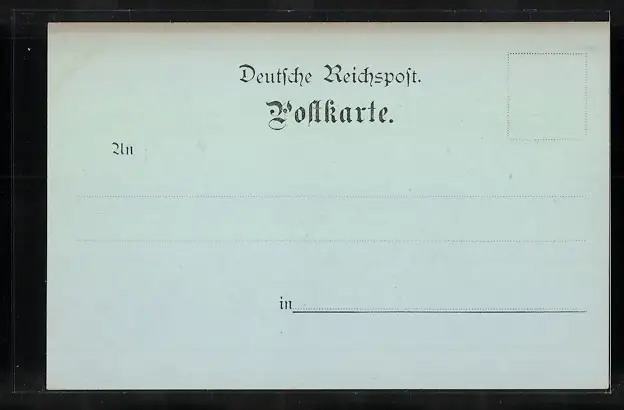 Deutsche Reichspost.
Postkarte.
An
in